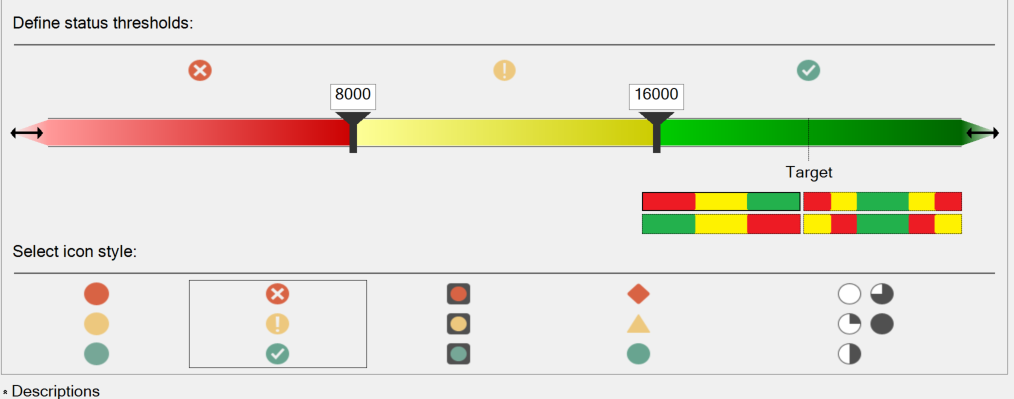 Define status thresholds:
8000
16000
Target
Select icon style:
Descriptions